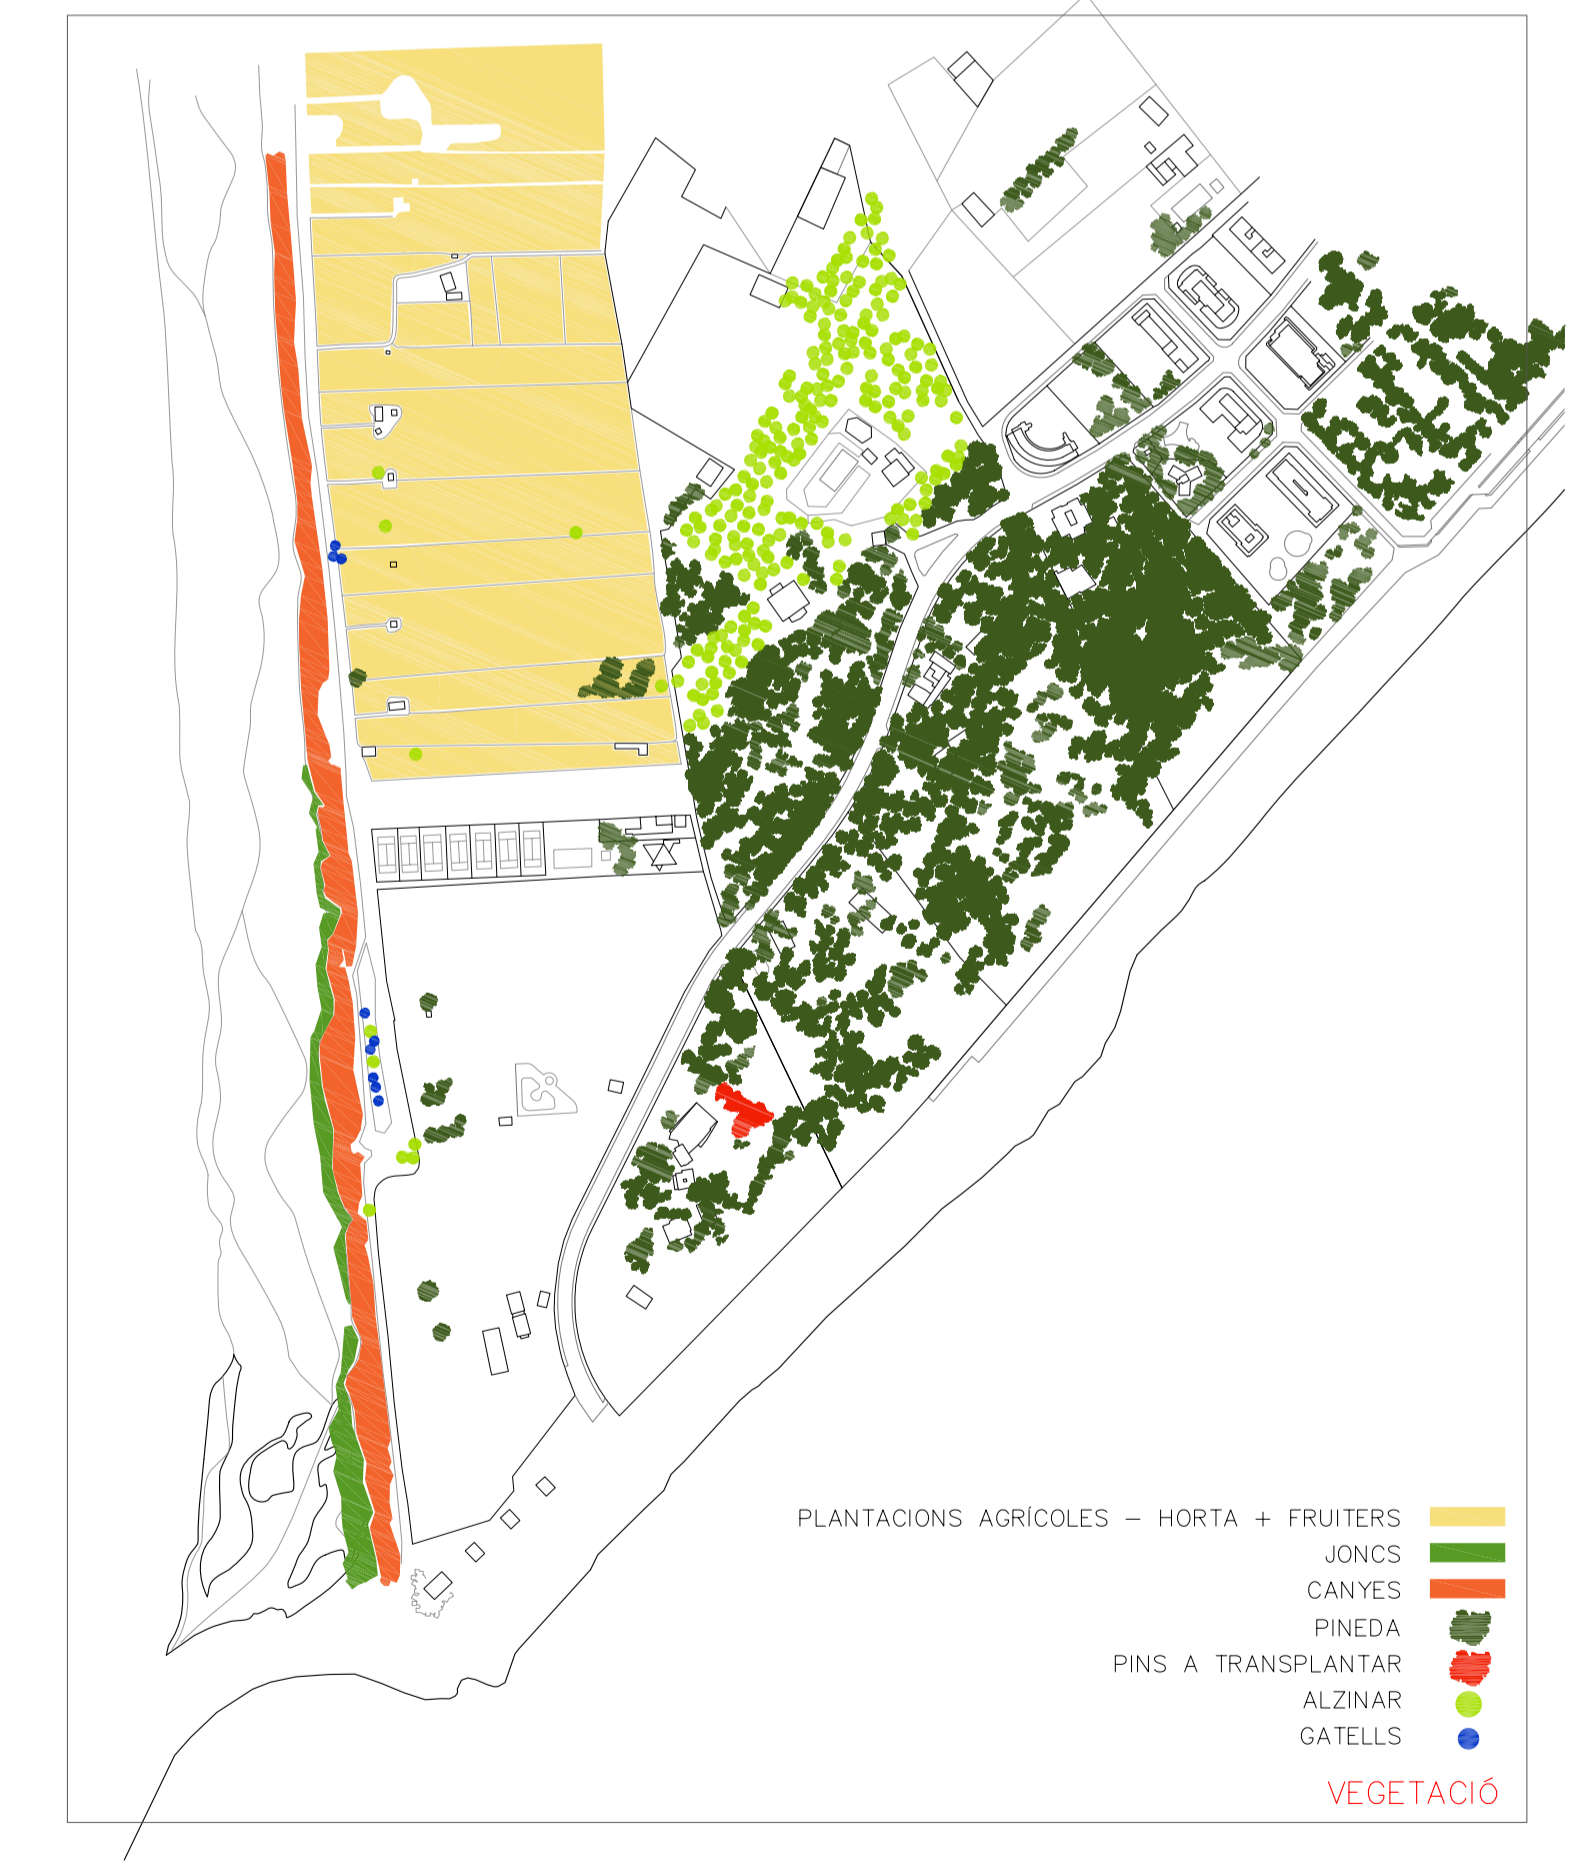 PLANTACIONS AGRÍCOLES – HORTA + FRUITERS
JONCS
CANYES
PINEDA
PINS A TRANSPLANTAR
ALZINAR
GATELLS
VEGETACIÓ